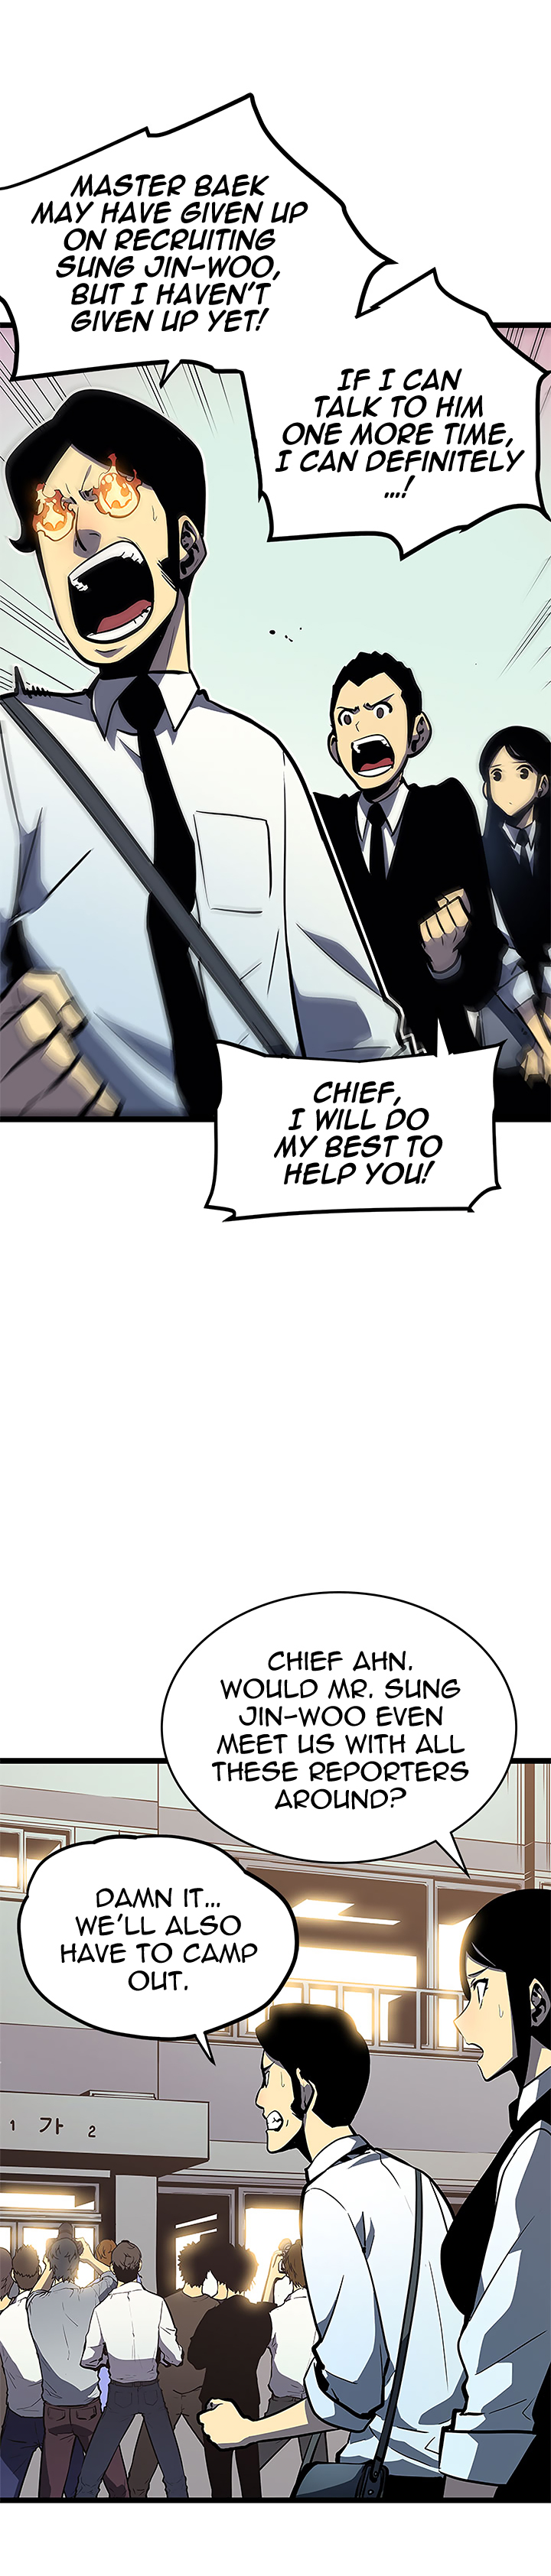 MASTER BAEK
MAY HAVE GIVEN UP
ON RECRUITING
SUNG JIN-WOO,
BUT I HAVEN'T
GIVEN UP YET!
IF I CAN
TALK TO HIM
ONE MORE TIME,
I CAN DEFINITELY
...!
CHIEF,
I WILL DO
MY BEST TO
HELP YOU!
CHIEF AHN.
WOULD MR. SUNG
JIN-WOO EVEN
MEET US WITH ALL
THESE REPORTERS
AROUND?
DAMN IT...
WE'LL ALSO
HAVE TO CAMP
OUT.
1 가 2